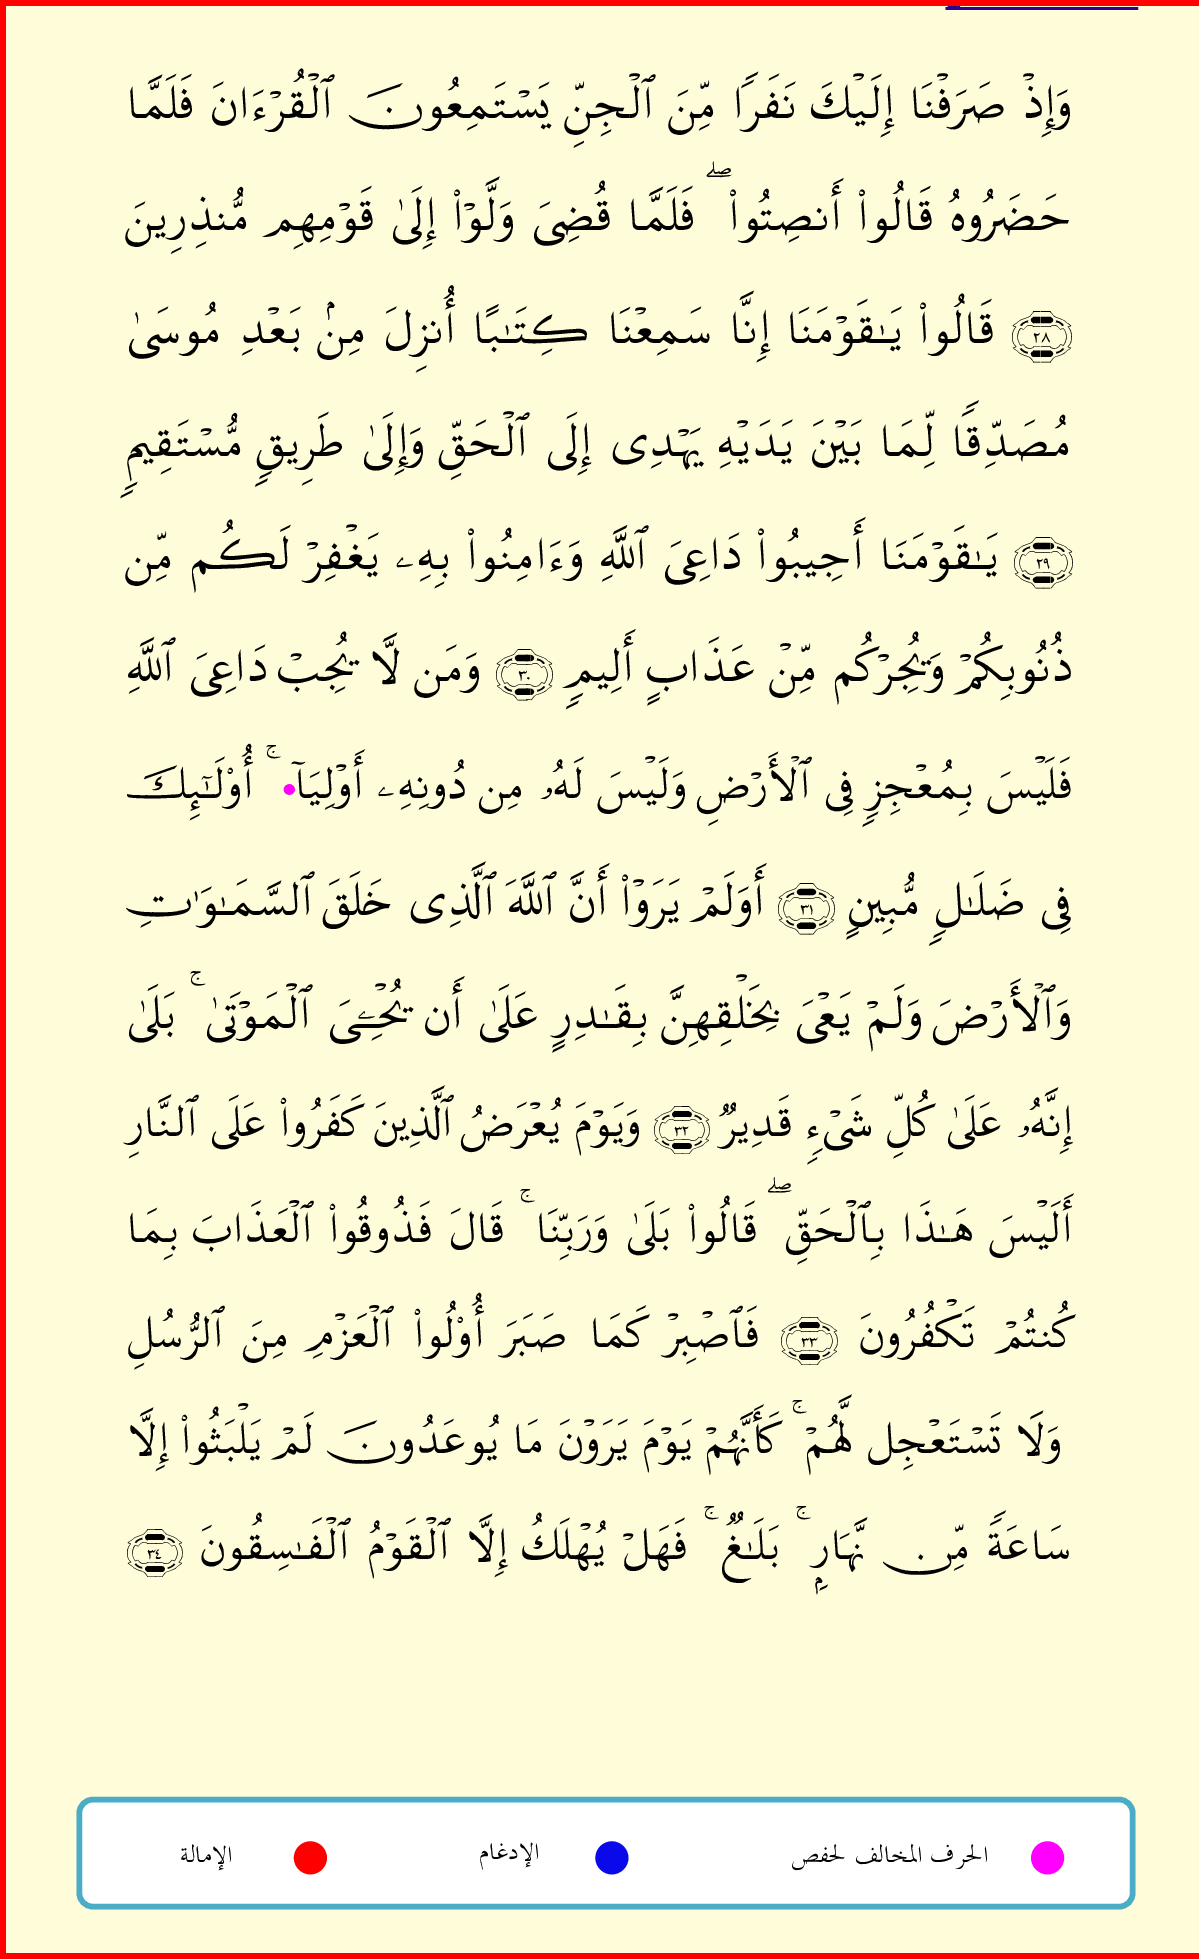 وَإِذۡ صَرَفۡنَا إِلَيۡكَ نَفَرٗا مِّنَ ٱلۡجِنِّ يَسۡتَمِعُونَ ٱلۡقُرۡءَانَ فَلَمَّا
حَضَرُوهُ قَالُواْ أَنصِتُواْۖ فَلَمَّا قُضِيَ وَلَّوۡاْ إِلَىٰ قَوۡمِهِم مُّنذِرِينَ
٢٨ قَالُواْ يَٰقَوۡمَنَا إِنَّا سَمِعۡنَا كِتَٰبًا أُنزِلَ مِنۢ بَعۡدِ مُوسَىٰ
مُصَدِّقٗا لِّمَا بَيۡنَ يَدَيۡهِ يَهۡدِي إِلَى ٱلۡحَقِّ وَإِلَىٰ طَرِيقٖ مُّسۡتَقِيمٖ
٢٩ يَٰقَوۡمَنَا أَجِيبُواْ دَاعِيَ ٱللَّهِ وَءَامِنُواْ بِهِۦ يَغۡفِرۡ لَكُم مِّن
ذُنُوبِكُمۡ وَيُجِرۡكُم مِّنۡ عَذَابٍ أَلِيمٖ ٣٠ وَمَن لَّا يُجِبۡ دَاعِيَ ٱللَّهِ
فَلَيۡسَ بِمُعۡجِزٖ فِي ٱلۡأَرۡضِ وَلَيۡسَ لَهُۥ مِن دُونِهِۦ أَوۡلِيَآ•ۚ أُوْلَٰٓئِكَ
فِي ضَلَٰلٖ مُّبِينٍ ٣١ أَوَلَمۡ يَرَوۡاْ أَنَّ ٱللَّهَ ٱلَّذِي خَلَقَ ٱلسَّمَٰوَٰتِ
وَٱلۡأَرۡضَ وَلَمۡ يَعۡيَ بِخَلۡقِهِنَّ بِقَٰدِرٍ عَلَىٰ أَن يُحۡـِۧيَ ٱلۡمَوۡتَىٰۚ بَلَىٰ
إِنَّهُۥ عَلَىٰ كُلِّ شَيۡءٖ قَدِيرٞ ٣٢ وَيَوۡمَ يُعۡرَضُ ٱلَّذِينَ كَفَرُواْ عَلَى ٱلنَّارِ
أَلَيۡسَ هَٰذَا بِٱلۡحَقِّۖ قَالُواْ بَلَىٰ وَرَبِّنَاۚ قَالَ فَذُوقُواْ ٱلۡعَذَابَ بِمَا
كُنتُمۡ تَكۡفُرُونَ ٣٣ فَٱصۡبِرۡ كَمَا صَبَرَ أُوْلُواْ ٱلۡعَزۡمِ مِنَ ٱلرُّسُلِ
وَلَا تَسۡتَعۡجِل لَّهُمۡۚ كَأَنَّهُمۡ يَوۡمَ يَرَوۡنَ مَا يُوعَدُونَ لَمۡ يَلۡبَثُواْ إِلَّا
سَاعَةٗ مِّن نَّهَارِۭۚ بَلَٰغٞۚ فَهَلۡ يُهۡلَكُ إِلَّا ٱلۡقَوۡمُ ٱلۡفَٰسِقُونَ ٣٤
الحرف المخالف لحفص الإدغام الإمالة